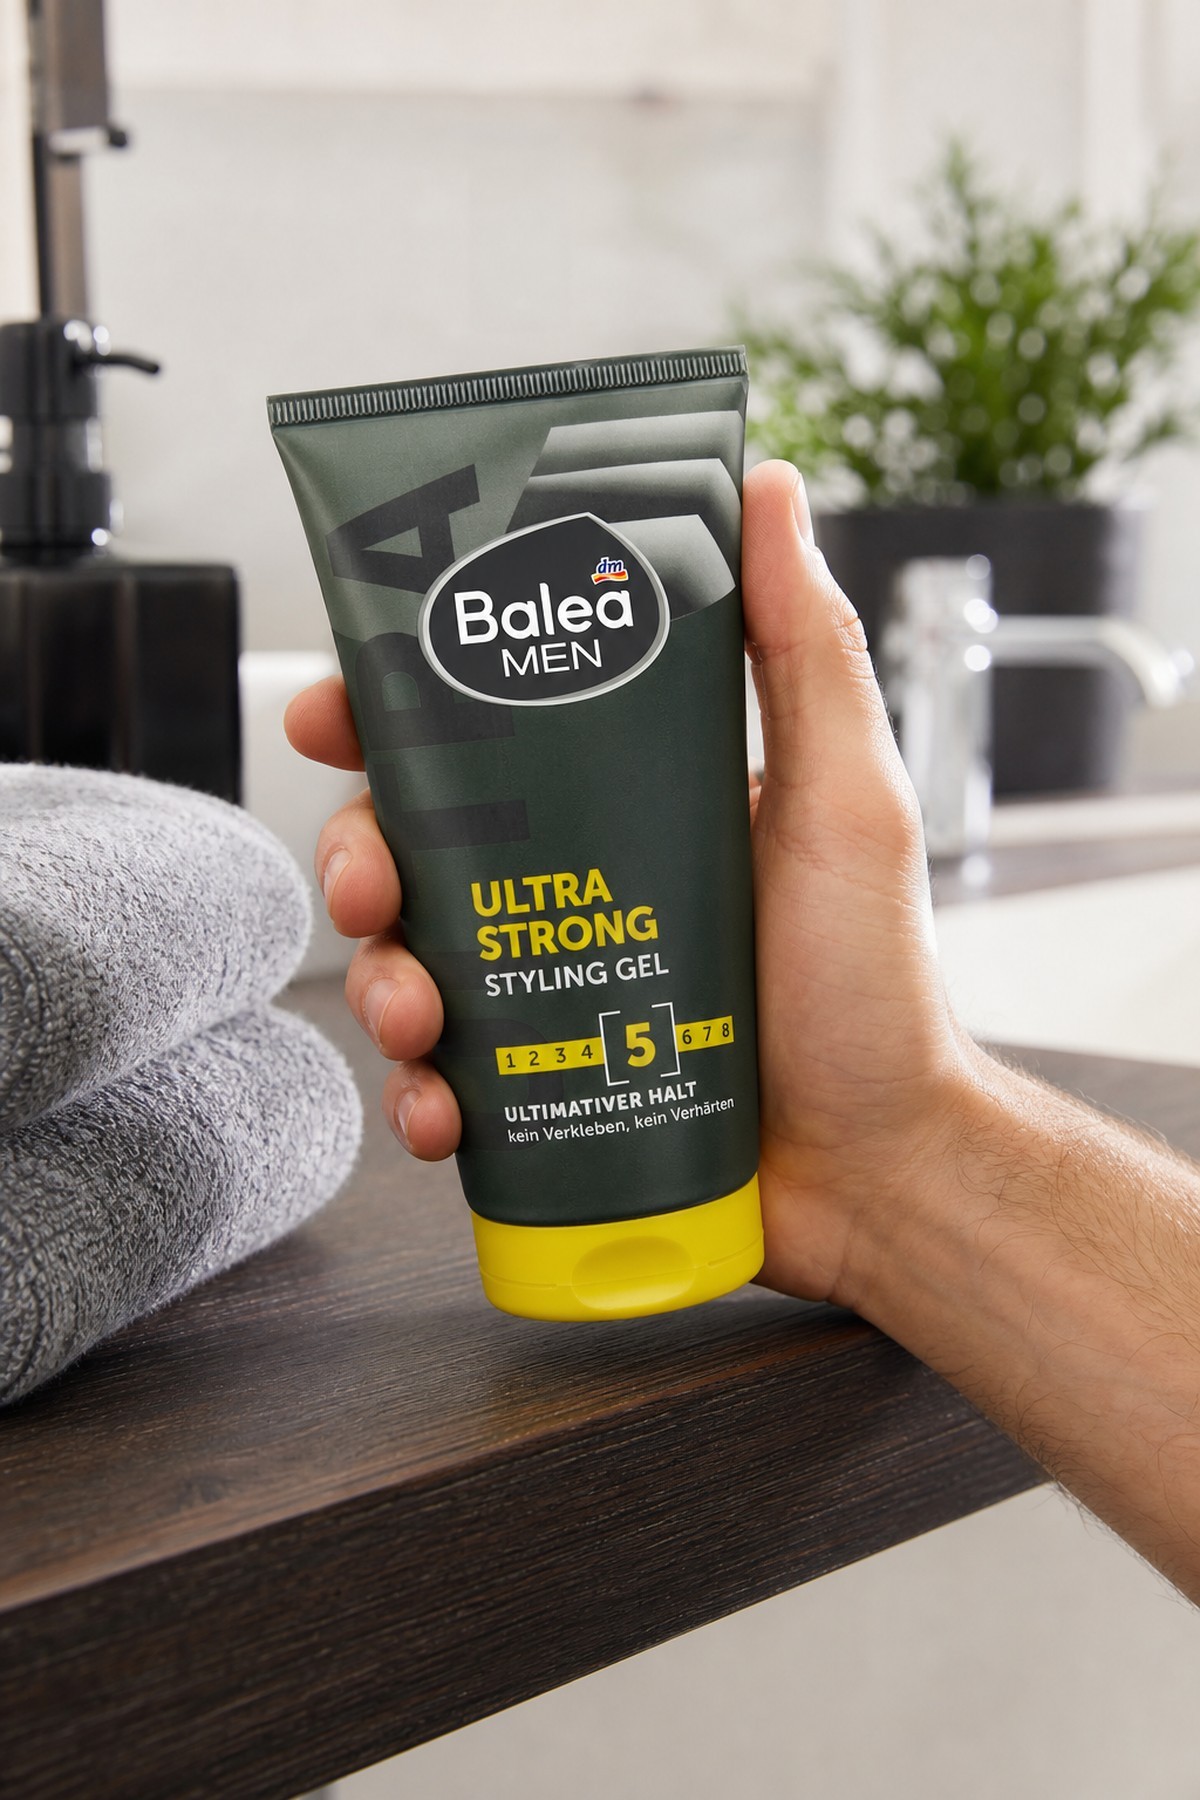 ULTRA
dm
Balea
MEN
ULTRA
STRONG
STYLING GEL
1 2 3 4 [5] 6 7 8
ULTIMATIVER HALT
kein Verkleben, kein Verhärten